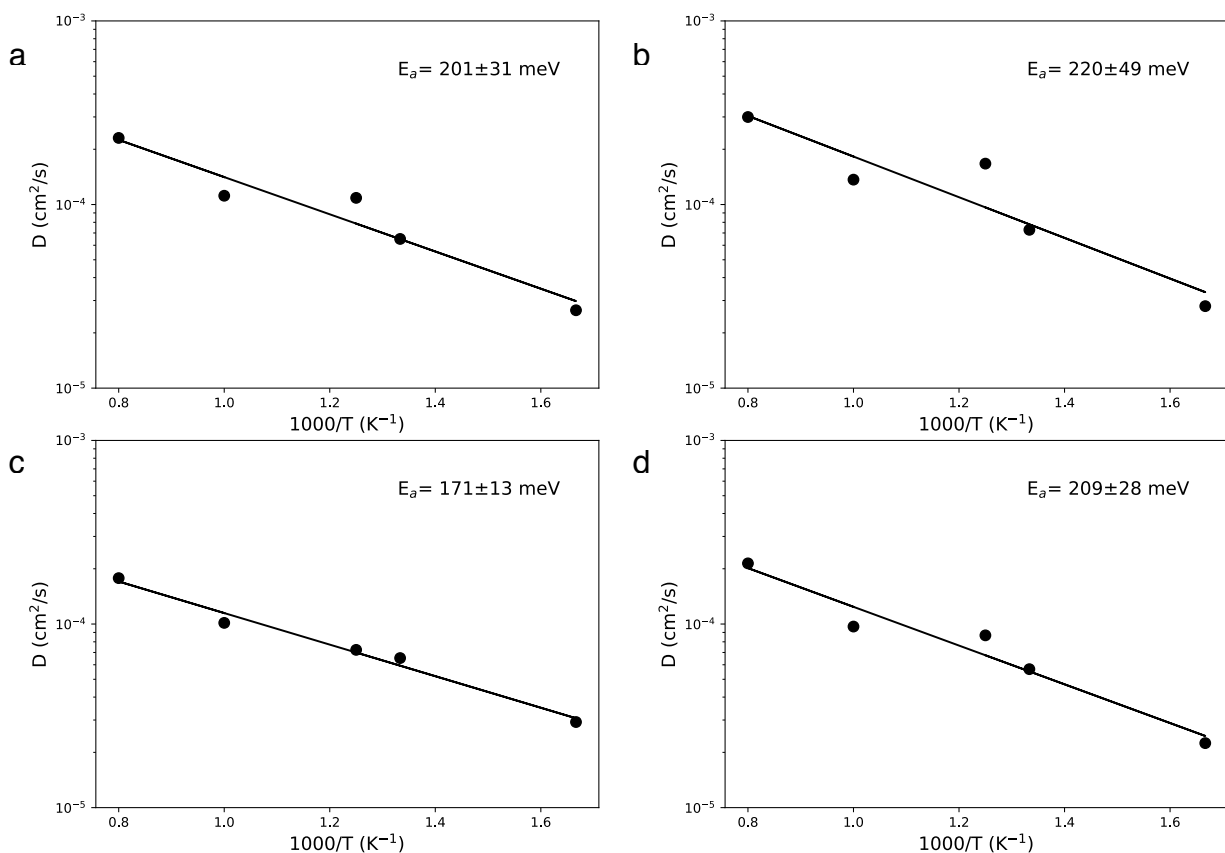 a
10⁻³
10⁻⁴
10⁻⁵
D (cm²/s)
Eₐ= 201±31 meV
0.8 1.0 1.2 1.4 1.6
1000/T (K⁻¹)
b
10⁻³
10⁻⁴
10⁻⁵
D (cm²/s)
Eₐ= 220±49 meV
0.8 1.0 1.2 1.4 1.6
1000/T (K⁻¹)
c
10⁻³
10⁻⁴
10⁻⁵
D (cm²/s)
Eₐ= 171±13 meV
0.8 1.0 1.2 1.4 1.6
1000/T (K⁻¹)
d
10⁻³
10⁻⁴
10⁻⁵
D (cm²/s)
Eₐ= 209±28 meV
0.8 1.0 1.2 1.4 1.6
1000/T (K⁻¹)